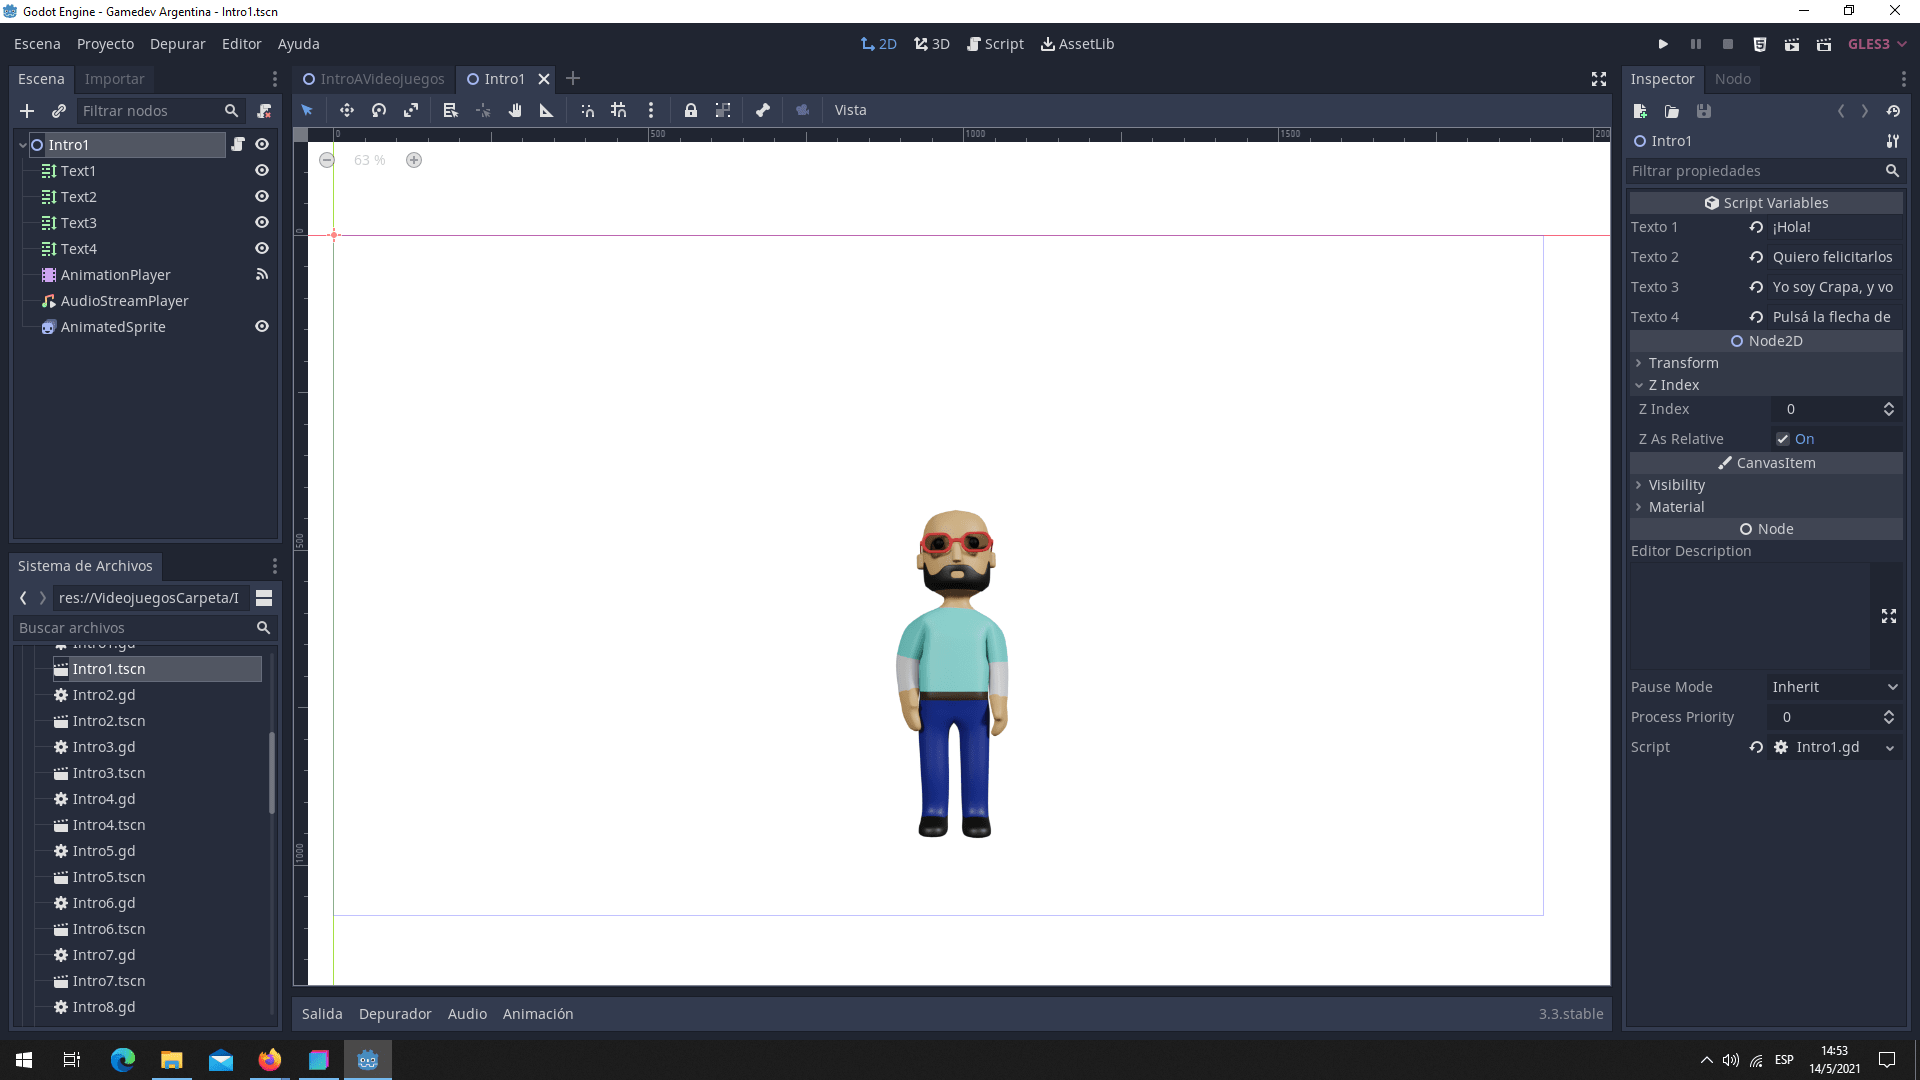 Godot Engine - Gamedev Argentina - Intro1.tscn
Escena Proyecto Depurar Editor Ayuda
2D 3D Script AssetLib
GLES3
Escena Importar
IntroAVideojuegos Intro1
Inspector Nodo
Filtrar nodos
Vista
Intro1
Filtrar propiedades
0 500 1000 1500 200
63 %
0
500
1000
Intro1
Text1
Text2
Text3
Text4
AnimationPlayer
AudioStreamPlayer
AnimatedSprite
Script Variables
Texto 1 ¡Hola!
Texto 2 Quiero felicitarlos
Texto 3 Yo soy Crapa, y vo
Texto 4 Pulsá la flecha de
Node2D
Transform
Z Index
Z Index 0
Z As Relative On
CanvasItem
Visibility
Material
Node
Editor Description
Pause Mode Inherit
Process Priority 0
Script Intro1.gd
Sistema de Archivos
res://VideojuegosCarpeta/I
Buscar archivos
Intro1.gd
Intro1.tscn
Intro2.gd
Intro2.tscn
Intro3.gd
Intro3.tscn
Intro4.gd
Intro4.tscn
Intro5.gd
Intro5.tscn
Intro6.gd
Intro6.tscn
Intro7.gd
Intro7.tscn
Intro8.gd
Salida Depurador Audio Animación
3.3.stable
ESP
14:53
14/5/2021